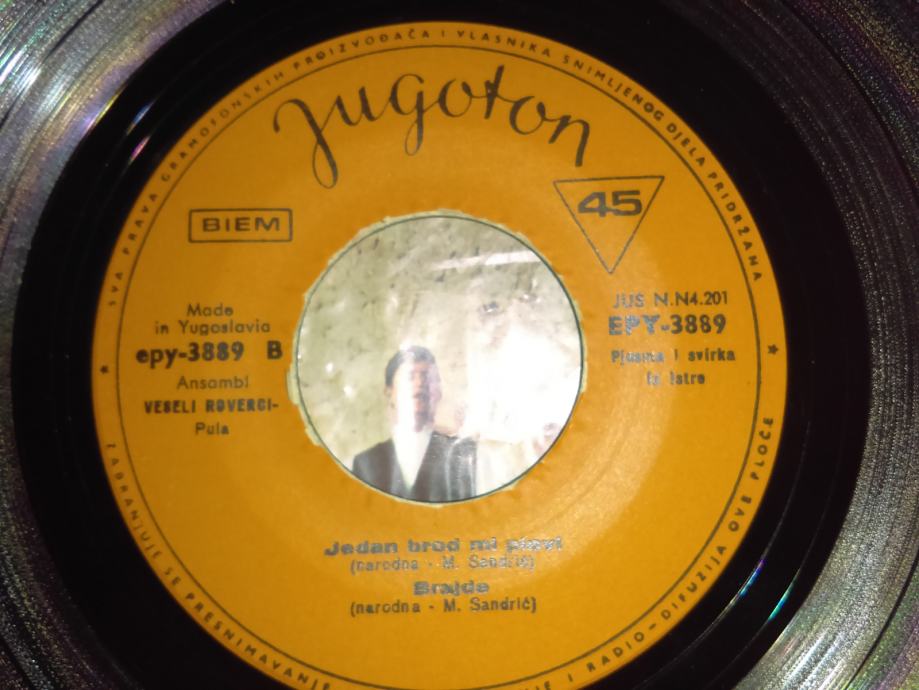 SVA PRAVA GRAMOFONSKIH PROIZVOĐAČA I VLASNIKA SNIMLJENOG DJELA PRIDRŽANA
jugoton
BIEM
45
Made
in Yugoslavia
epy-3889 B
Ansambl
VESELI ROVERCI-
Pula
JUS N.N4.201
EPY-3889
Pjesma i svirka
iz Istre
Jedan brod mi plavi
(narodna - M. Sandrić)
Brajde
(narodna - M. Sandrić)
ZABRANJUJE SE PRESNIMAVANJE
I RADIO-DIFUZIJA OVE PLOČE